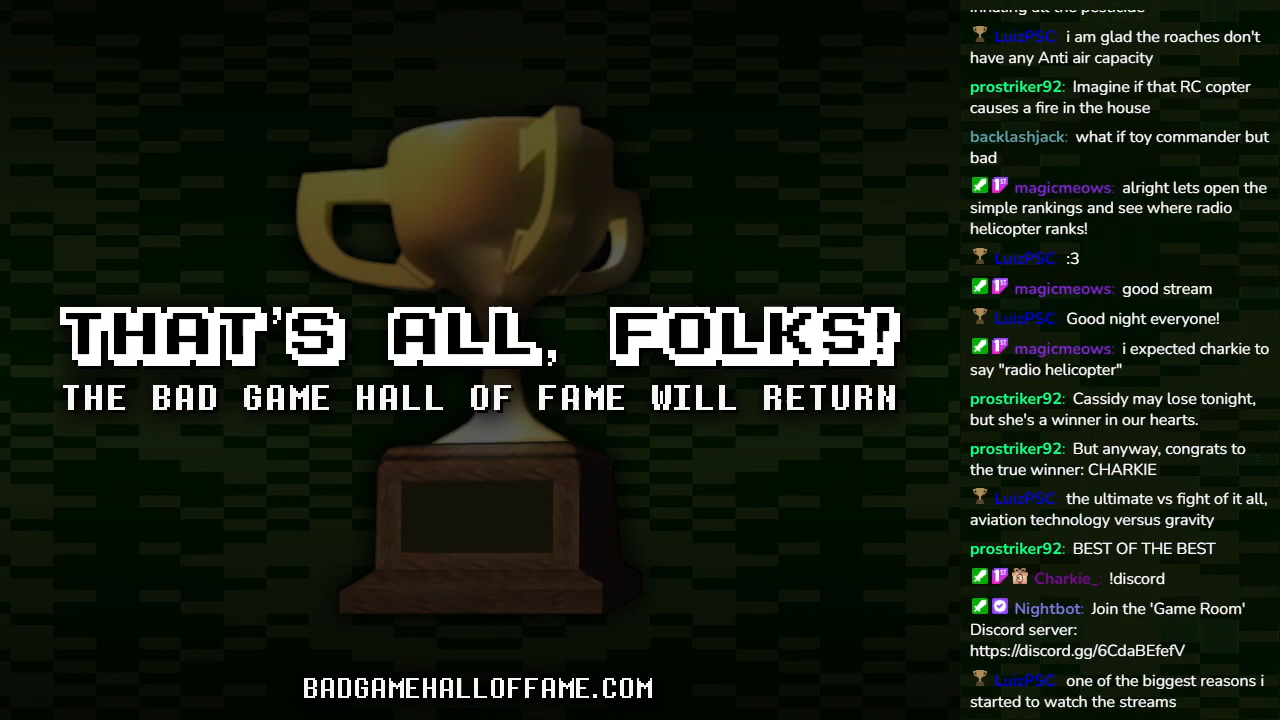 THAT'S ALL, FOLKS!
THE BAD GAME HALL OF FAME WILL RETURN
BADGAMEHALLOFFAME.COM
inhaling all the pesticide
LuizPSC: i am glad the roaches don't
have any Anti air capacity
prostriker92: Imagine if that RC copter
causes a fire in the house
backlashjack: what if toy commander but
bad
magicmeows: alright lets open the
simple rankings and see where radio
helicopter ranks!
LuizPSC: :3
magicmeows: good stream
LuizPSC: Good night everyone!
magicmeows: i expected charkie to
say "radio helicopter"
prostriker92: Cassidy may lose tonight,
but she's a winner in our hearts.
prostriker92: But anyway, congrats to
the true winner: CHARKIE
LuizPSC: the ultimate vs fight of it all,
aviation technology versus gravity
prostriker92: BEST OF THE BEST
Charkie_: !discord
Nightbot: Join the 'Game Room'
Discord server:
https://discord.gg/6CdaBEfefV
LuizPSC: one of the biggest reasons i
started to watch the streams